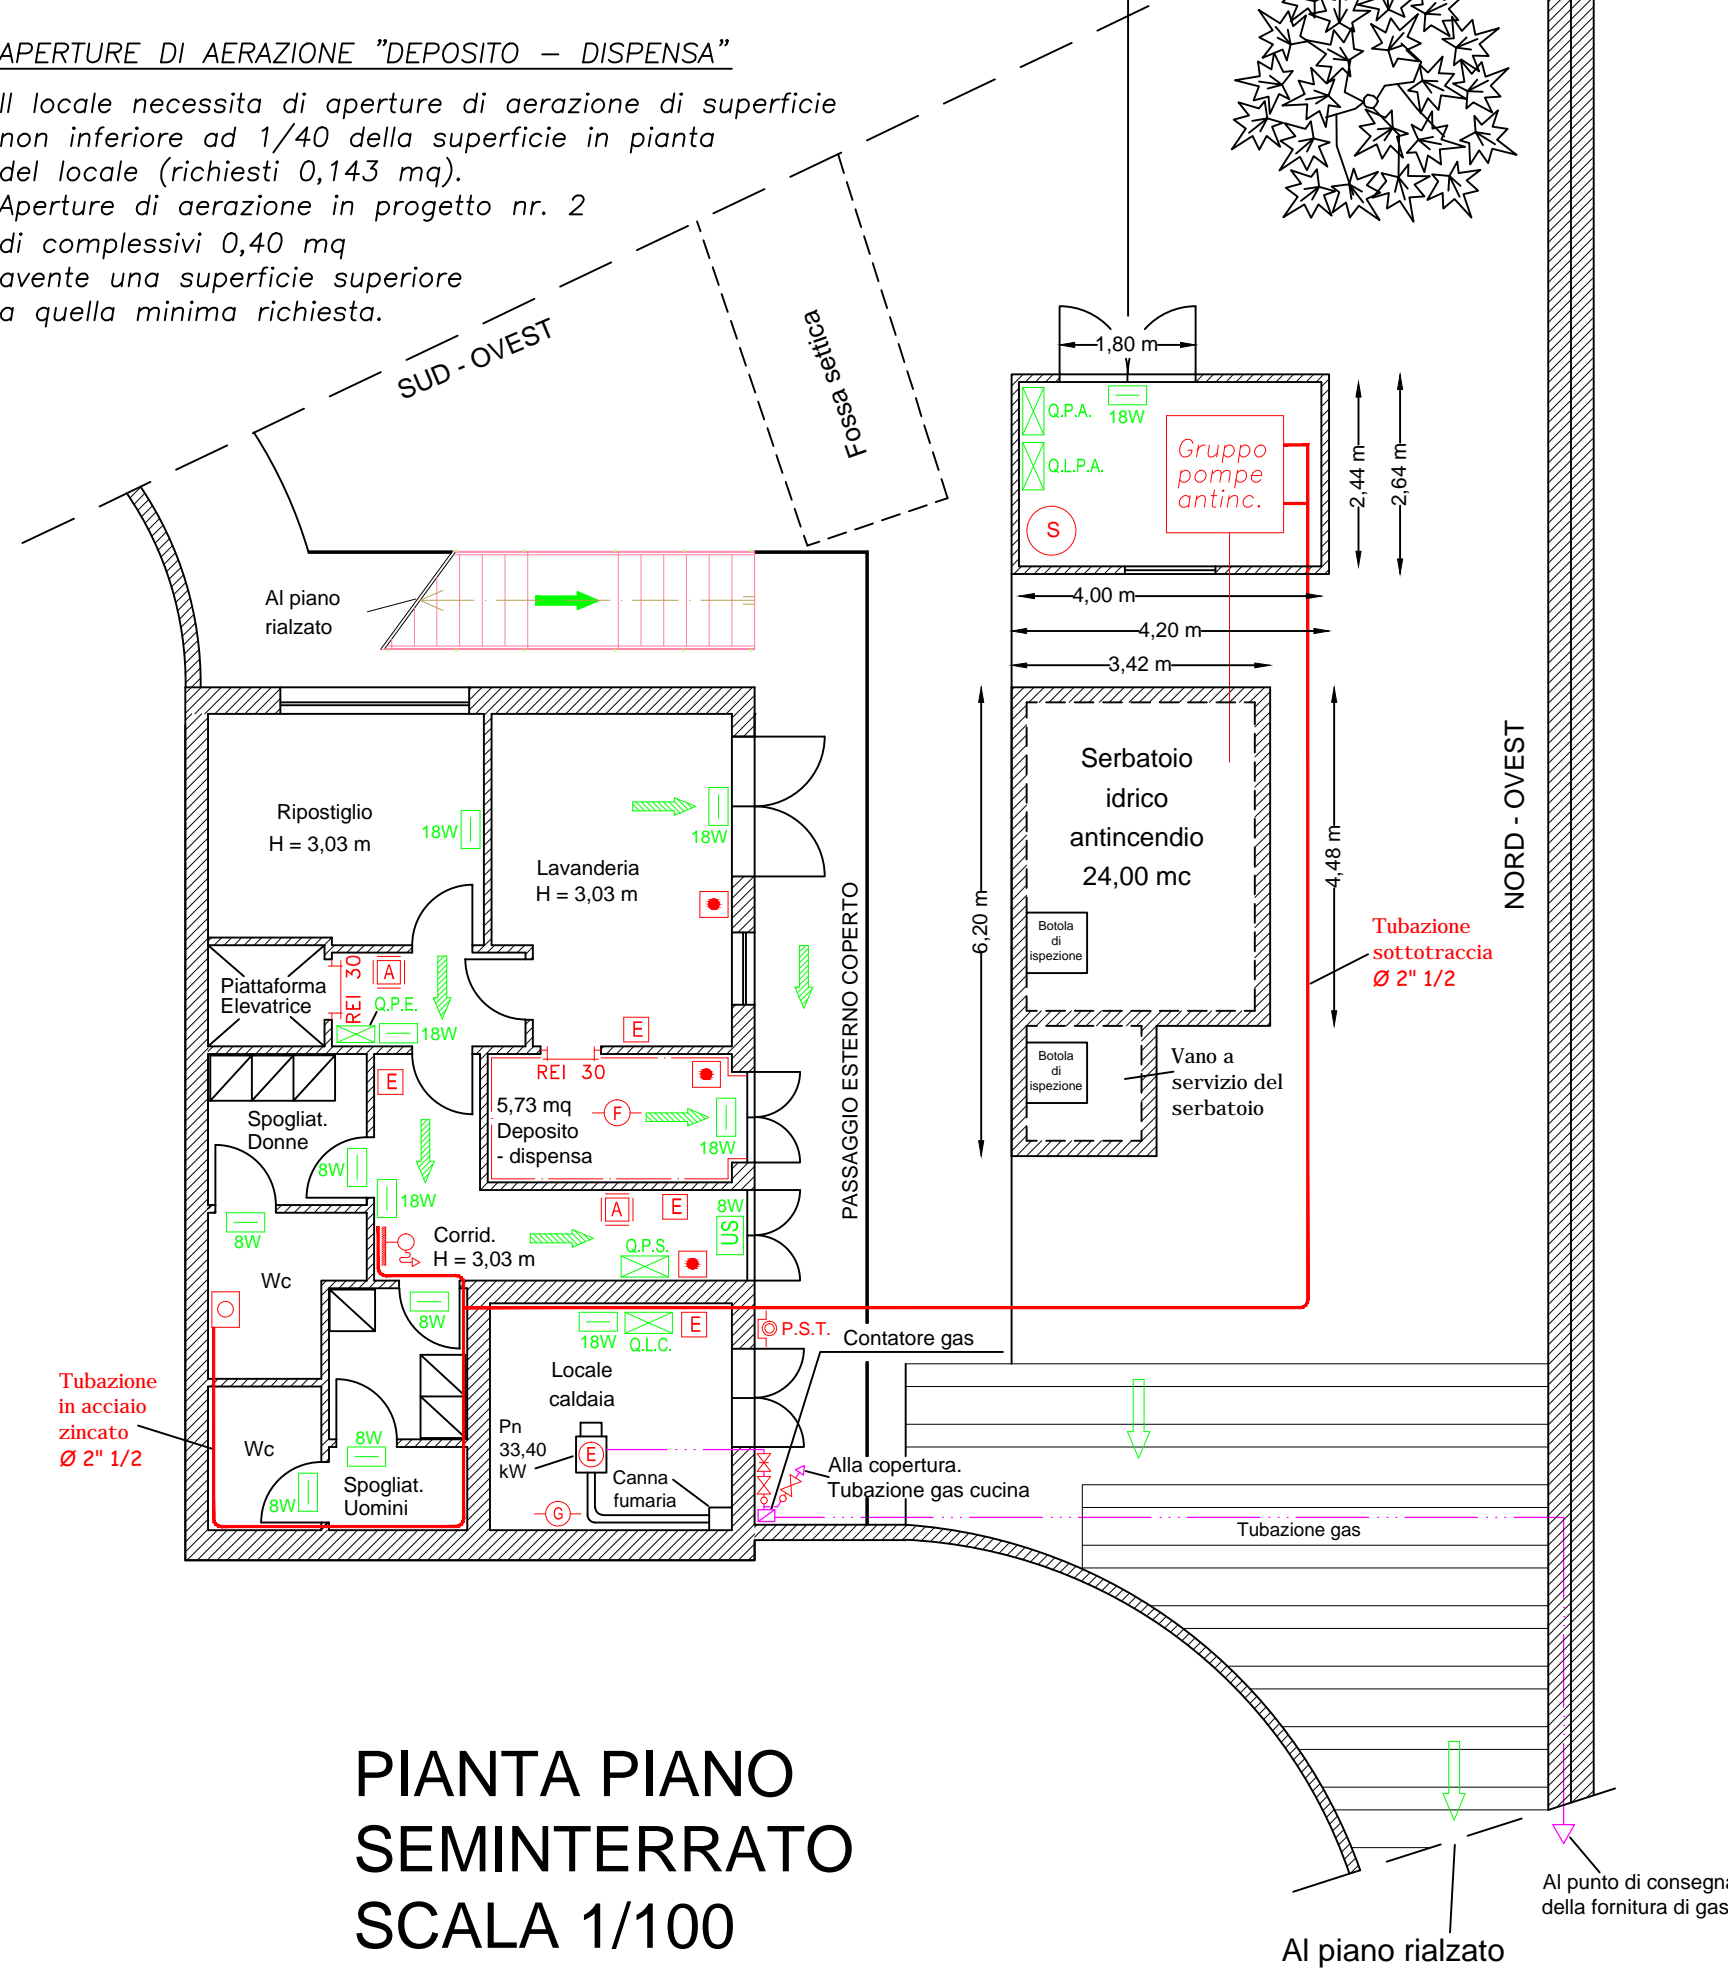 APERTURE DI AERAZIONE "DEPOSITO – DISPENSA"
Il locale necessita di aperture di aerazione di superficie
non inferiore ad 1/40 della superficie in pianta
del locale (richiesti 0,143 mq).
Aperture di aerazione in progetto nr. 2
di complessivi 0,40 mq
avente una superficie superiore
a quella minima richiesta.
SUD - OVEST
Fossa settica
1,80 m
Q.P.A.
18W
Q.L.P.A.
Gruppo
pompe
antinc.
S
2,44 m
2,64 m
4,00 m
4,20 m
3,42 m
Al piano
rialzato
Ripostiglio
H = 3,03 m
18W
Lavanderia
H = 3,03 m
18W
Serbatoio
idrico
antincendio
24,00 mc
6,20 m
4,48 m
NORD - OVEST
PASSAGGIO ESTERNO COPERTO
Botola
di
ispezione
Tubazione
sottotraccia
Ø 2" 1/2
Piattaforma
Elevatrice
REI 30
A
Q.P.E.
18W
E
Botola
di
ispezione
Vano a
servizio del
serbatoio
E
REI 30
5,73 mq
Deposito
- dispensa
F
18W
Spogliat.
Donne
8W
18W
8W
Wc
Corrid.
H = 3,03 m
A
E
8W
US
Q.P.S.
8W
18W
Q.L.C.
E
P.S.T.
Contatore gas
Locale
caldaia
Pn
33,40
kW
E
Canna
fumaria
G
Tubazione
in acciaio
zincato
Ø 2" 1/2
Wc
8W
8W
Spogliat.
Uomini
Alla copertura.
Tubazione gas cucina
Tubazione gas
PIANTA PIANO
SEMINTERRATO
SCALA 1/100
Al punto di consegna
della fornitura di gas
Al piano rialzato